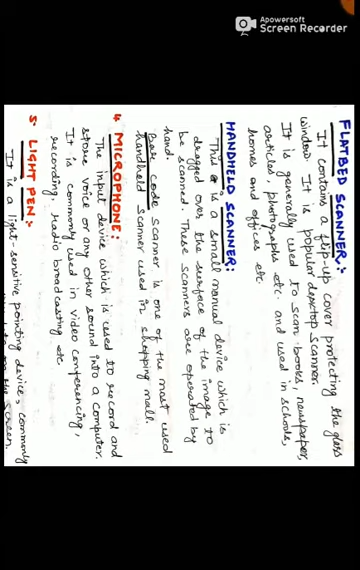 Apowersoft
Screen Recorder
FLATBED SCANNER:-
It contains a flip-up cover protecting the glass
window. It is popular desktop scanner.
It is generally used to scan books, newspaper,
articles, photographs etc. and used in schools,
homes and offices etc
HANDHELD SCANNER:
This is a small manual device which is
dragged over the surface of the image to
be scanned. These scanners are operated by
hand.
Bar code scanner is one of the most used
handheld scanner used in shopping mall.
4. MICROPHONE:
The input device which is used to record and
store voice or any other sound into a computer.
It is commonly used in video conferencing,
recording, radio broadcasting etc
5. LIGHT PEN:-
It is a light sensitive pointing device, commonly
on the screen.